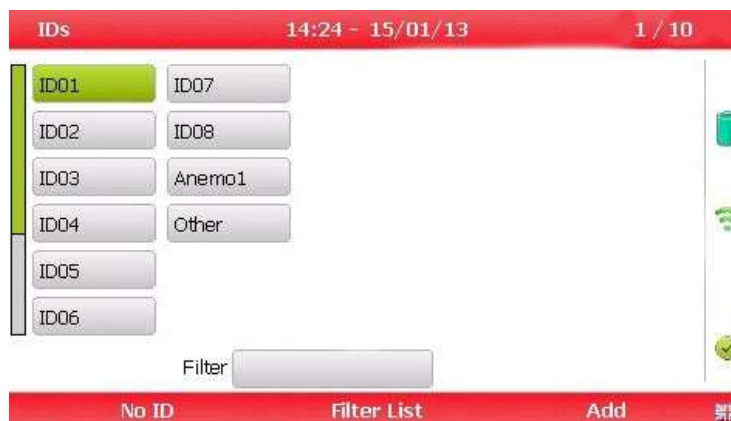 IDs 14:24 - 15/01/13 1 / 10
ID01 ID07
ID02 ID08
ID03 Anemo1
ID04 Other
ID05
ID06
Filter
No ID Filter List Add